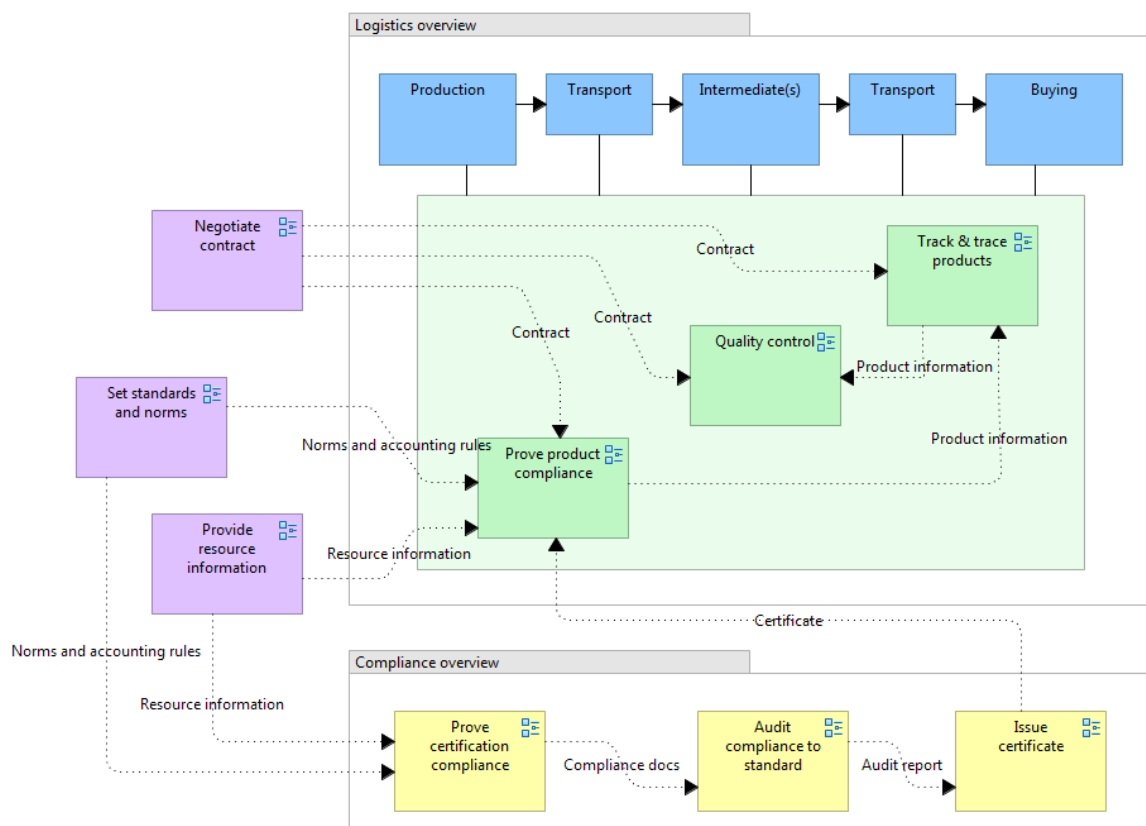 Logistics overview
Production
Transport
Intermediate(s)
Transport
Buying
Negotiate
contract
Track & trace
products
Contract
Contract
Contract
Quality control
Product information
Set standards
and norms
Norms and accounting rules
Product information
Prove product
compliance
Provide
resource
information
Resource information
Certificate
Norms and accounting rules
Compliance overview
Resource information
Prove
certification
compliance
Compliance docs
Audit
compliance to
standard
Audit report
Issue
certificate